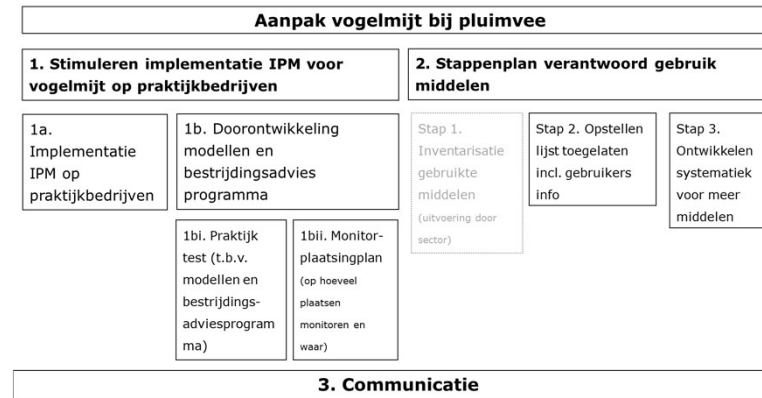 Aanpak vogelmijt bij pluimvee
1. Stimuleren implementatie IPM voor
vogelmijt op praktijkbedrijven
2. Stappenplan verantwoord gebruik
middelen
1a.
Implementatie
IPM op
praktijkbedrijven
1b. Doorontwikkeling
modellen en
bestrijdingsadvies
programma
Stap 1.
Inventarisatie
gebruikte
middelen
(uitvoering door
sector)
Stap 2. Opstellen
lijst toegelaten
incl. gebruikers
info
Stap 3.
Ontwikkelen
systematiek
voor meer
middelen
1bi. Praktijk
test (t.b.v.
modellen en
bestrijdings-
adviesprogram
ma)
1bii. Monitor-
plaatsingplan
(op hoeveel
plaatsen
monitoren en
waar)
3. Communicatie